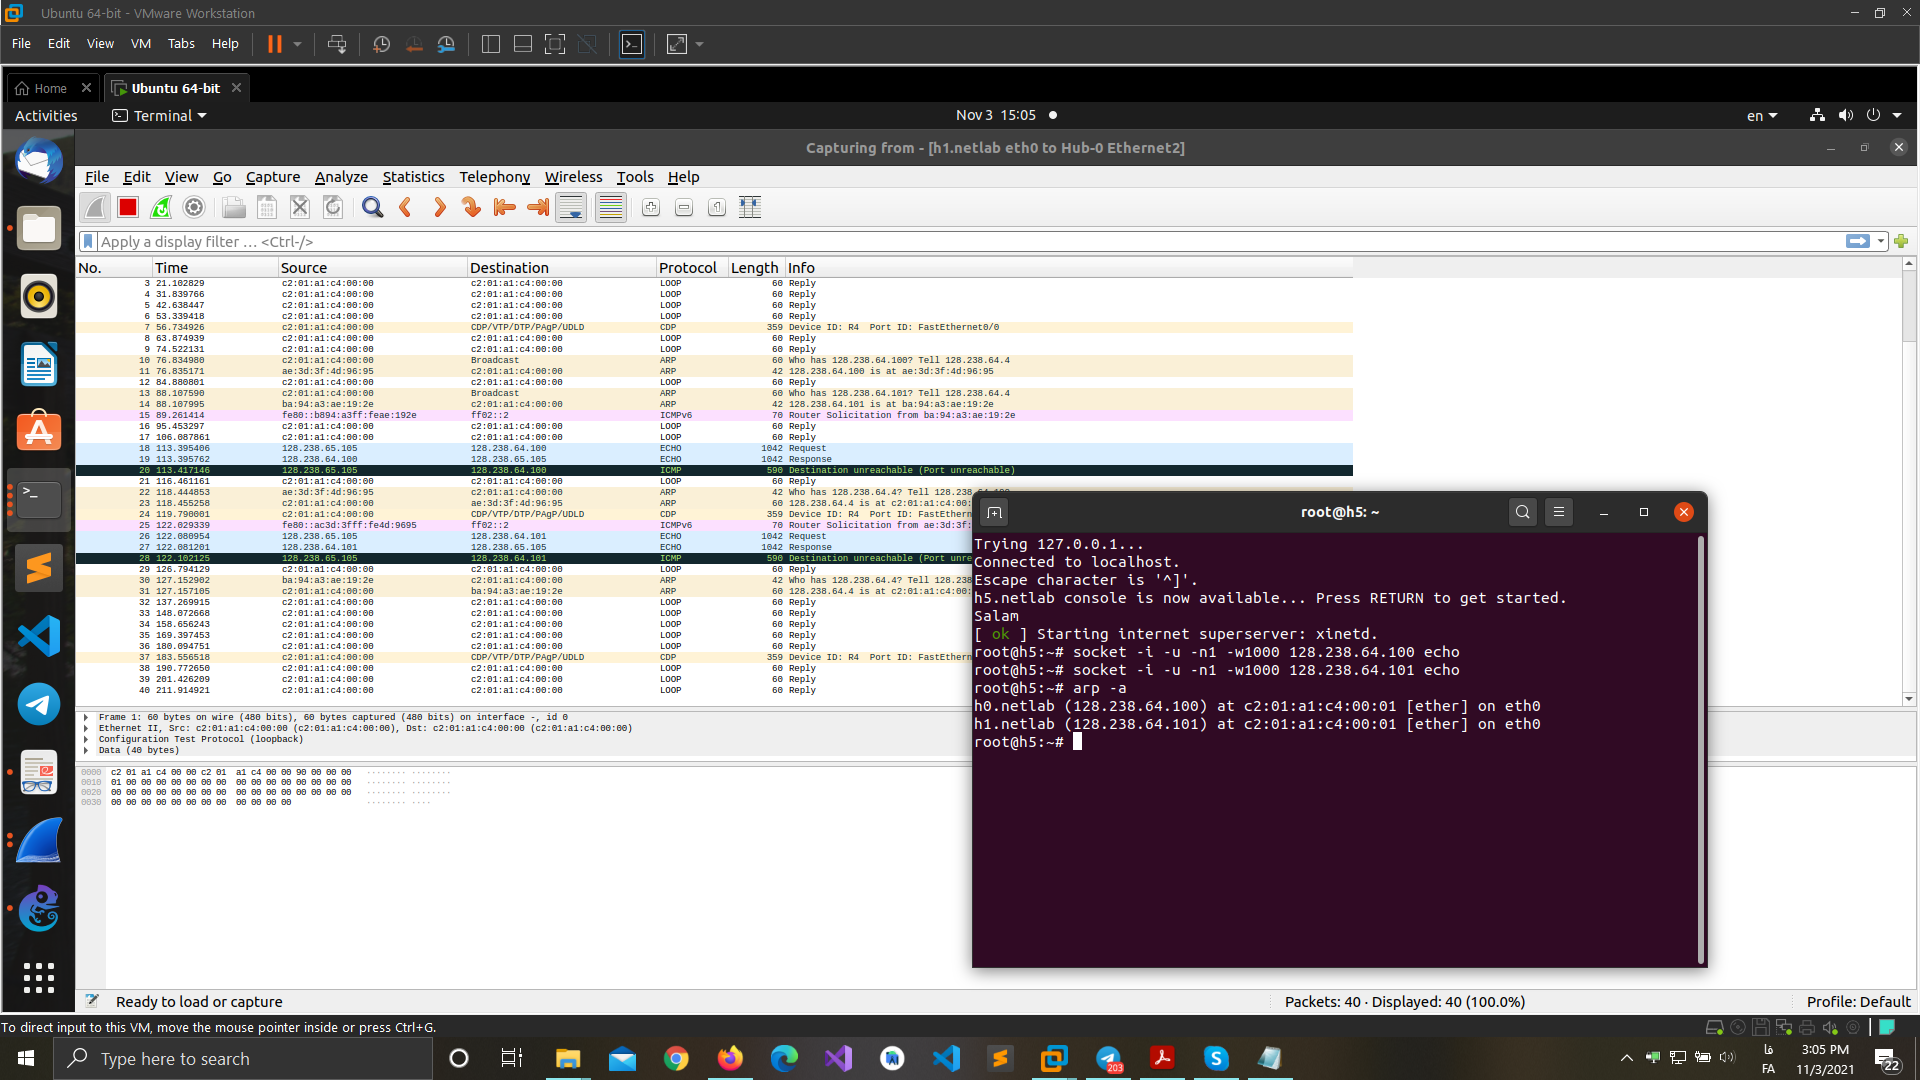 Ubuntu 64-bit - VMware Workstation
File Edit View VM Tabs Help
Home
Ubuntu 64-bit
Activities
Terminal
Nov 3 15:05
en
Capturing from - [h1.netlab eth0 to Hub-0 Ethernet2]
File Edit View Go Capture Analyze Statistics Telephony Wireless Tools Help
Apply a display filter … <Ctrl-/>
No. Time Source Destination Protocol Length Info
3 21.102829 c2:01:a1:c4:00:00 c2:01:a1:c4:00:00 LOOP 60 Reply
4 31.839766 c2:01:a1:c4:00:00 c2:01:a1:c4:00:00 LOOP 60 Reply
5 42.638447 c2:01:a1:c4:00:00 c2:01:a1:c4:00:00 LOOP 60 Reply
6 53.339418 c2:01:a1:c4:00:00 c2:01:a1:c4:00:00 LOOP 60 Reply
7 56.734926 c2:01:a1:c4:00:00 CDP/VTP/DTP/PAgP/UDLD CDP 359 Device ID: R4 Port ID: FastEthernet0/0
8 63.874939 c2:01:a1:c4:00:00 c2:01:a1:c4:00:00 LOOP 60 Reply
9 74.522131 c2:01:a1:c4:00:00 c2:01:a1:c4:00:00 LOOP 60 Reply
10 76.834980 c2:01:a1:c4:00:00 Broadcast ARP 60 Who has 128.238.64.100? Tell 128.238.64.4
11 76.835171 ae:3d:3f:4d:96:95 c2:01:a1:c4:00:00 ARP 42 128.238.64.100 is at ae:3d:3f:4d:96:95
12 84.880801 c2:01:a1:c4:00:00 c2:01:a1:c4:00:00 LOOP 60 Reply
13 88.107590 c2:01:a1:c4:00:00 Broadcast ARP 60 Who has 128.238.64.101? Tell 128.238.64.4
14 88.107995 ba:94:a3:ae:19:2e c2:01:a1:c4:00:00 ARP 42 128.238.64.101 is at ba:94:a3:ae:19:2e
15 89.261414 fe80::b894:a3ff:feae:192e ff02::2 ICMPv6 70 Router Solicitation from ba:94:a3:ae:19:2e
16 95.453297 c2:01:a1:c4:00:00 c2:01:a1:c4:00:00 LOOP 60 Reply
17 106.087861 c2:01:a1:c4:00:00 c2:01:a1:c4:00:00 LOOP 60 Reply
18 113.395406 128.238.65.105 128.238.64.100 ECHO 1042 Request
19 113.395762 128.238.64.100 128.238.65.105 ECHO 1042 Response
20 113.417146 128.238.65.105 128.238.64.100 ICMP 590 Destination unreachable (Port unreachable)
21 116.461161 c2:01:a1:c4:00:00 c2:01:a1:c4:00:00 LOOP 60 Reply
22 118.444853 ae:3d:3f:4d:96:95 c2:01:a1:c4:00:00 ARP 42 Who has 128.238.64.4? Tell 128.238.64.100
23 118.455258 c2:01:a1:c4:00:00 ae:3d:3f:4d:96:95 ARP 60 128.238.64.4 is at c2:01:a1:c4:00:
24 119.790001 c2:01:a1:c4:00:00 CDP/VTP/DTP/PAgP/UDLD CDP 359 Device ID: R4 Port ID: FastEthern
25 122.029339 fe80::ac3d:3fff:fe4d:9695 ff02::2 ICMPv6 70 Router Solicitation from ae:3d:3f:
26 122.080954 128.238.65.105 128.238.64.101 ECHO 1042 Request
27 122.081201 128.238.64.101 128.238.65.105 ECHO 1042 Response
28 122.102125 128.238.65.105 128.238.64.101 ICMP 590 Destination unreachable (Port unre
29 126.794129 c2:01:a1:c4:00:00 c2:01:a1:c4:00:00 LOOP 60 Reply
30 127.152902 ba:94:a3:ae:19:2e c2:01:a1:c4:00:00 ARP 42 Who has 128.238.64.4? Tell 128.238
31 127.157105 c2:01:a1:c4:00:00 ba:94:a3:ae:19:2e ARP 60 128.238.64.4 is at c2:01:a1:c4:00:
32 137.269915 c2:01:a1:c4:00:00 c2:01:a1:c4:00:00 LOOP 60 Reply
33 148.072668 c2:01:a1:c4:00:00 c2:01:a1:c4:00:00 LOOP 60 Reply
34 158.656243 c2:01:a1:c4:00:00 c2:01:a1:c4:00:00 LOOP 60 Reply
35 169.397453 c2:01:a1:c4:00:00 c2:01:a1:c4:00:00 LOOP 60 Reply
36 180.094751 c2:01:a1:c4:00:00 c2:01:a1:c4:00:00 LOOP 60 Reply
37 183.556518 c2:01:a1:c4:00:00 CDP/VTP/DTP/PAgP/UDLD CDP 359 Device ID: R4 Port ID: FastEthern
38 190.772650 c2:01:a1:c4:00:00 c2:01:a1:c4:00:00 LOOP 60 Reply
39 201.426209 c2:01:a1:c4:00:00 c2:01:a1:c4:00:00 LOOP 60 Reply
40 211.914921 c2:01:a1:c4:00:00 c2:01:a1:c4:00:00 LOOP 60 Reply
Frame 1: 60 bytes on wire (480 bits), 60 bytes captured (480 bits) on interface -, id 0
Ethernet II, Src: c2:01:a1:c4:00:00 (c2:01:a1:c4:00:00), Dst: c2:01:a1:c4:00:00 (c2:01:a1:c4:00:00)
Configuration Test Protocol (loopback)
Data (40 bytes)
0000 c2 01 a1 c4 00 00 c2 01 a1 c4 00 00 90 00 00 00 ········ ········
0010 01 00 00 00 00 00 00 00 00 00 00 00 00 00 00 00 ········ ········
0020 00 00 00 00 00 00 00 00 00 00 00 00 00 00 00 00 ········ ········
0030 00 00 00 00 00 00 00 00 00 00 00 00 ········ ····
root@h5: ~
Trying 127.0.0.1...
Connected to localhost.
Escape character is '^]'.
h5.netlab console is now available... Press RETURN to get started.
Salam
[ ok ] Starting internet superserver: xinetd.
root@h5:~# socket -i -u -n1 -w1000 128.238.64.100 echo
root@h5:~# socket -i -u -n1 -w1000 128.238.64.101 echo
root@h5:~# arp -a
h0.netlab (128.238.64.100) at c2:01:a1:c4:00:01 [ether] on eth0
h1.netlab (128.238.64.101) at c2:01:a1:c4:00:01 [ether] on eth0
root@h5:~#
Ready to load or capture
Packets: 40 · Displayed: 40 (100.0%)
Profile: Default
To direct input to this VM, move the mouse pointer inside or press Ctrl+G.
Type here to search
203
فا
FA
3:05 PM
11/3/2021
22